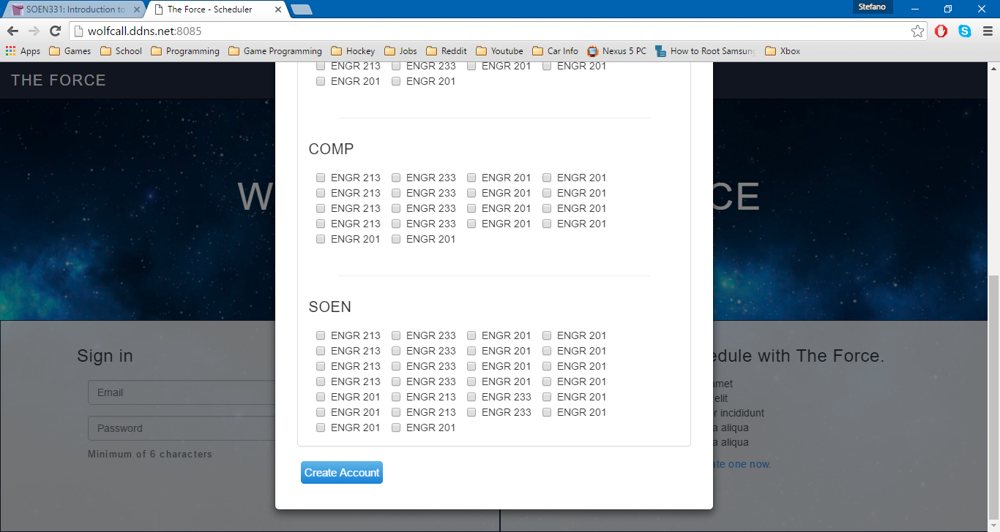 Stefano
SOEN331: Introduction to
The Force - Scheduler
wolfcall.ddns.net:8085
Apps Games School Programming Game Programming Hockey Jobs Reddit Youtube Car Info Nexus 5 PC How to Root Samsung Xbox
THE FORCE
ENGR 213 ENGR 233 ENGR 201 ENGR 201
ENGR 201 ENGR 201
COMP
ENGR 213 ENGR 233 ENGR 201 ENGR 201
ENGR 213 ENGR 233 ENGR 201 ENGR 201
ENGR 213 ENGR 233 ENGR 201 ENGR 201
ENGR 213 ENGR 233 ENGR 201 ENGR 201
ENGR 201 ENGR 201
W CE
SOEN
ENGR 213 ENGR 233 ENGR 201 ENGR 201
ENGR 213 ENGR 233 ENGR 201 ENGR 201
ENGR 213 ENGR 233 ENGR 201 ENGR 201
ENGR 213 ENGR 233 ENGR 201 ENGR 201
ENGR 201 ENGR 213 ENGR 233 ENGR 201
ENGR 201 ENGR 213 ENGR 233 ENGR 201
ENGR 201 ENGR 201
Create Account
Sign in
Email
Password
Minimum of 6 characters
edule with The Force.
amet
elit
r incididunt
a aliqua
a aliqua
ate one now.